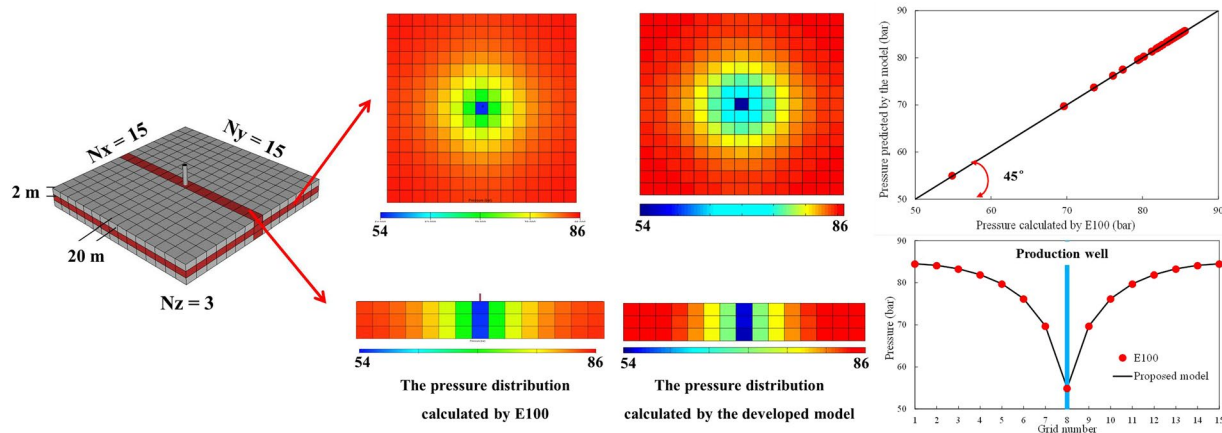 Nx = 15
Ny = 15
2 m
20 m
Nz = 3
54
86
54
86
54
86
54
86
The pressure distribution
calculated by E100
The pressure distribution
calculated by the developed model
Pressure predicted by the model (bar)
90
80
70
60
50
45°
50
60
70
80
90
Pressure calculated by E100 (bar)
Pressure (bar)
90
80
70
60
50
Production well
E100
Proposed model
1 2 3 4 5 6 7 8 9 10 11 12 13 14 15
Grid number